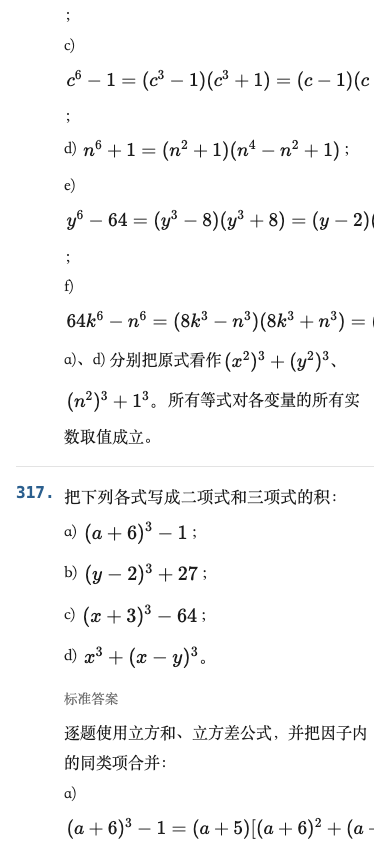 ;
c)
c⁶ − 1 = (c³ − 1)(c³ + 1) = (c − 1)(c
;
d) n⁶ + 1 = (n² + 1)(n⁴ − n² + 1) ;
e)
y⁶ − 64 = (y³ − 8)(y³ + 8) = (y − 2)(
;
f)
64k⁶ − n⁶ = (8k³ − n³)(8k³ + n³) = (
a)、d) 分别把原式看作 (x²)³ + (y²)³、
(n²)³ + 1³。所有等式对各变量的所有实
数取值成立。
317. 把下列各式写成二项式和三项式的积:
a) (a + 6)³ − 1 ;
b) (y − 2)³ + 27 ;
c) (x + 3)³ − 64 ;
d) x³ + (x − y)³。
标准答案
逐题使用立方和、立方差公式，并把因子内
的同类项合并:
a)
(a + 6)³ − 1 = (a + 5)[(a + 6)² + (a −